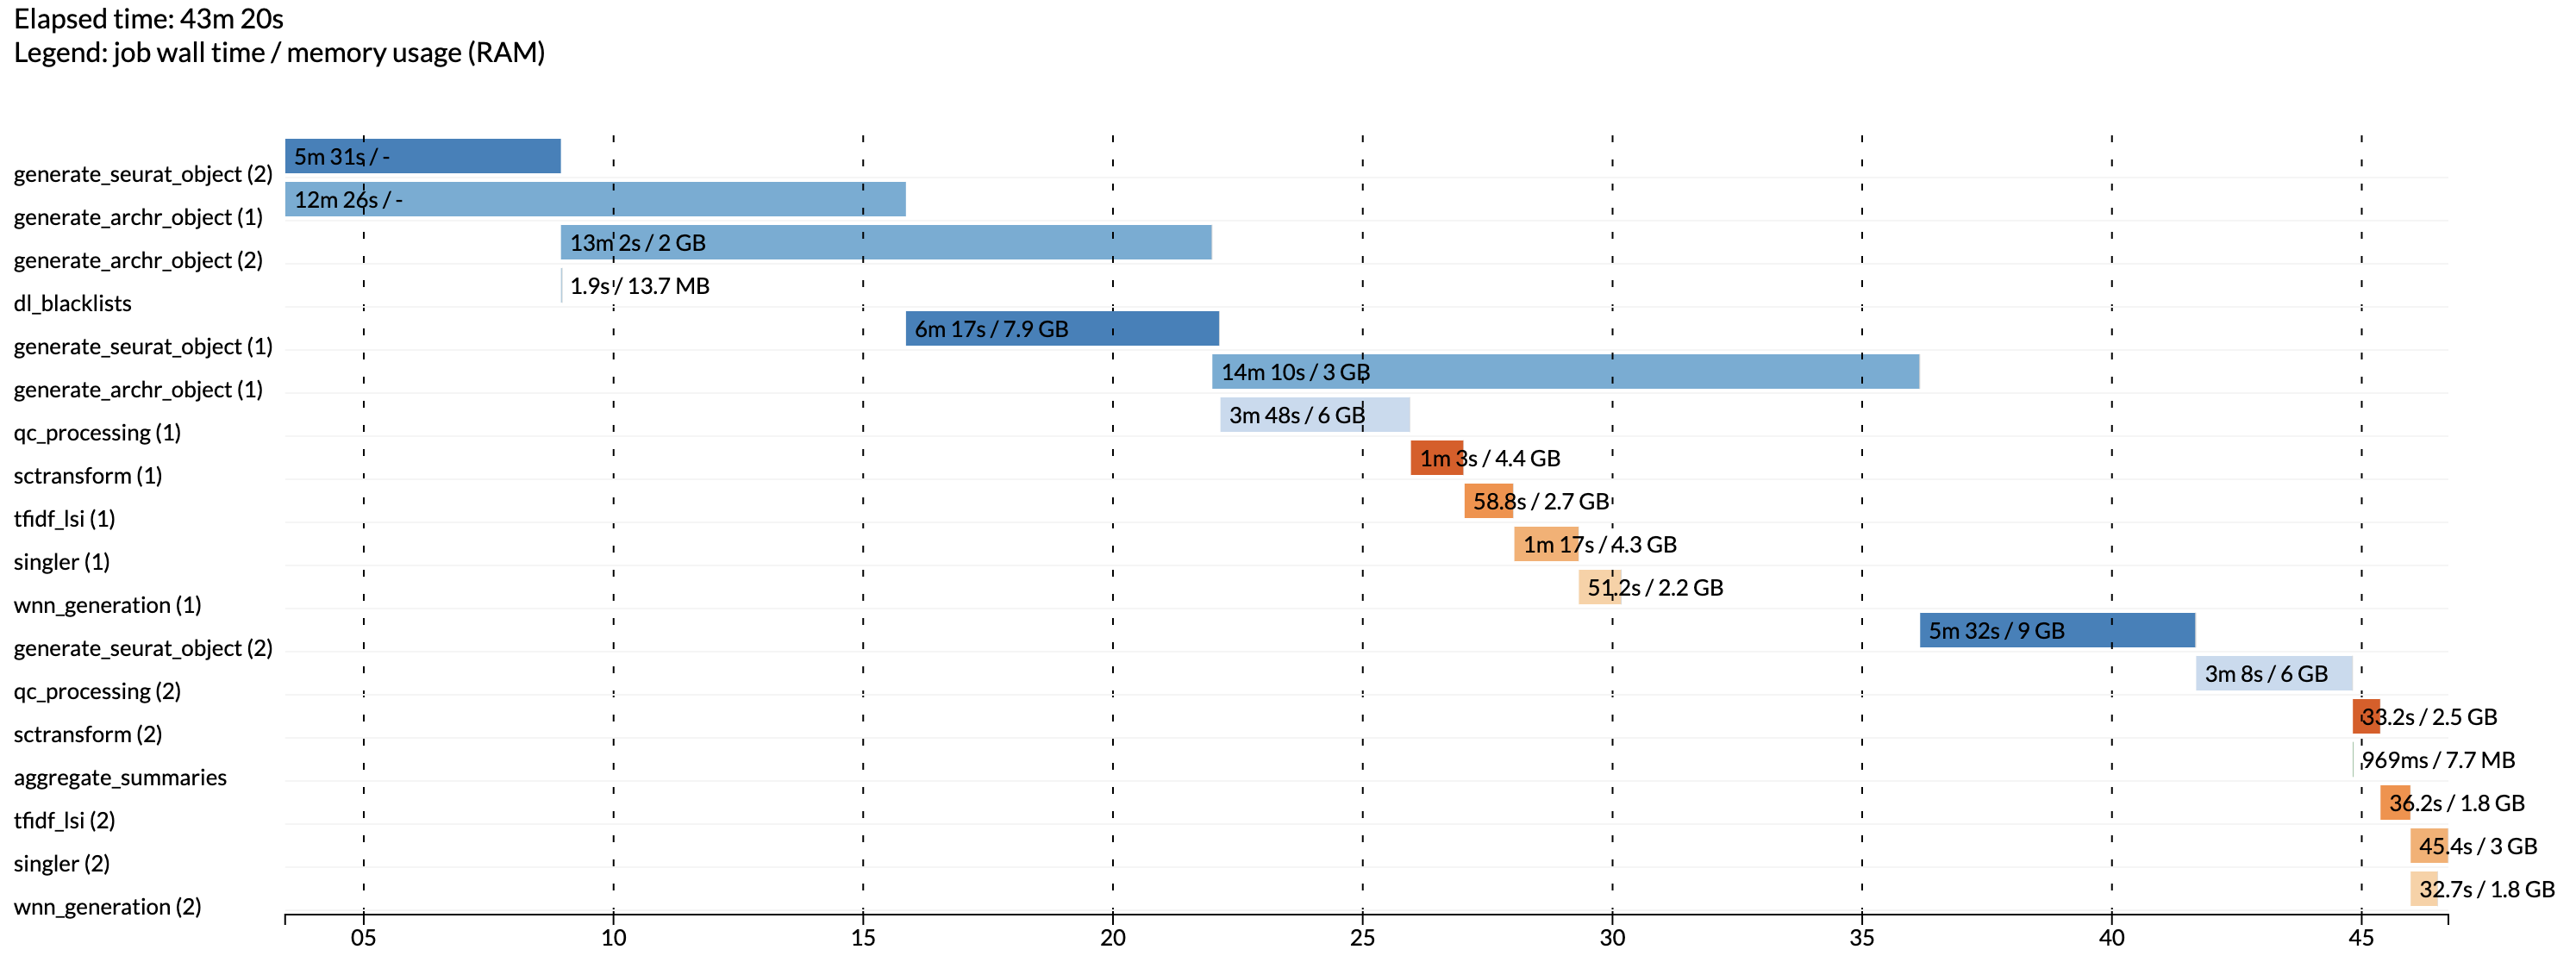 Elapsed time: 43m 20s
Legend: job wall time / memory usage (RAM)
5m 31s / -
generate_seurat_object (2)
12m 26s / -
generate_archr_object (1)
13m 2s / 2 GB
generate_archr_object (2)
1.9s / 13.7 MB
dl_blacklists
6m 17s / 7.9 GB
generate_seurat_object (1)
14m 10s / 3 GB
generate_archr_object (1)
3m 48s / 6 GB
qc_processing (1)
1m 3s / 4.4 GB
sctransform (1)
58.8s / 2.7 GB
tfidf_lsi (1)
1m 17s / 4.3 GB
singler (1)
51.2s / 2.2 GB
wnn_generation (1)
5m 32s / 9 GB
generate_seurat_object (2)
3m 8s / 6 GB
qc_processing (2)
33.2s / 2.5 GB
sctransform (2)
969ms / 7.7 MB
aggregate_summaries
36.2s / 1.8 GB
tfidf_lsi (2)
45.4s / 3 GB
singler (2)
32.7s / 1.8 GB
wnn_generation (2)
05 10 15 20 25 30 35 40 45